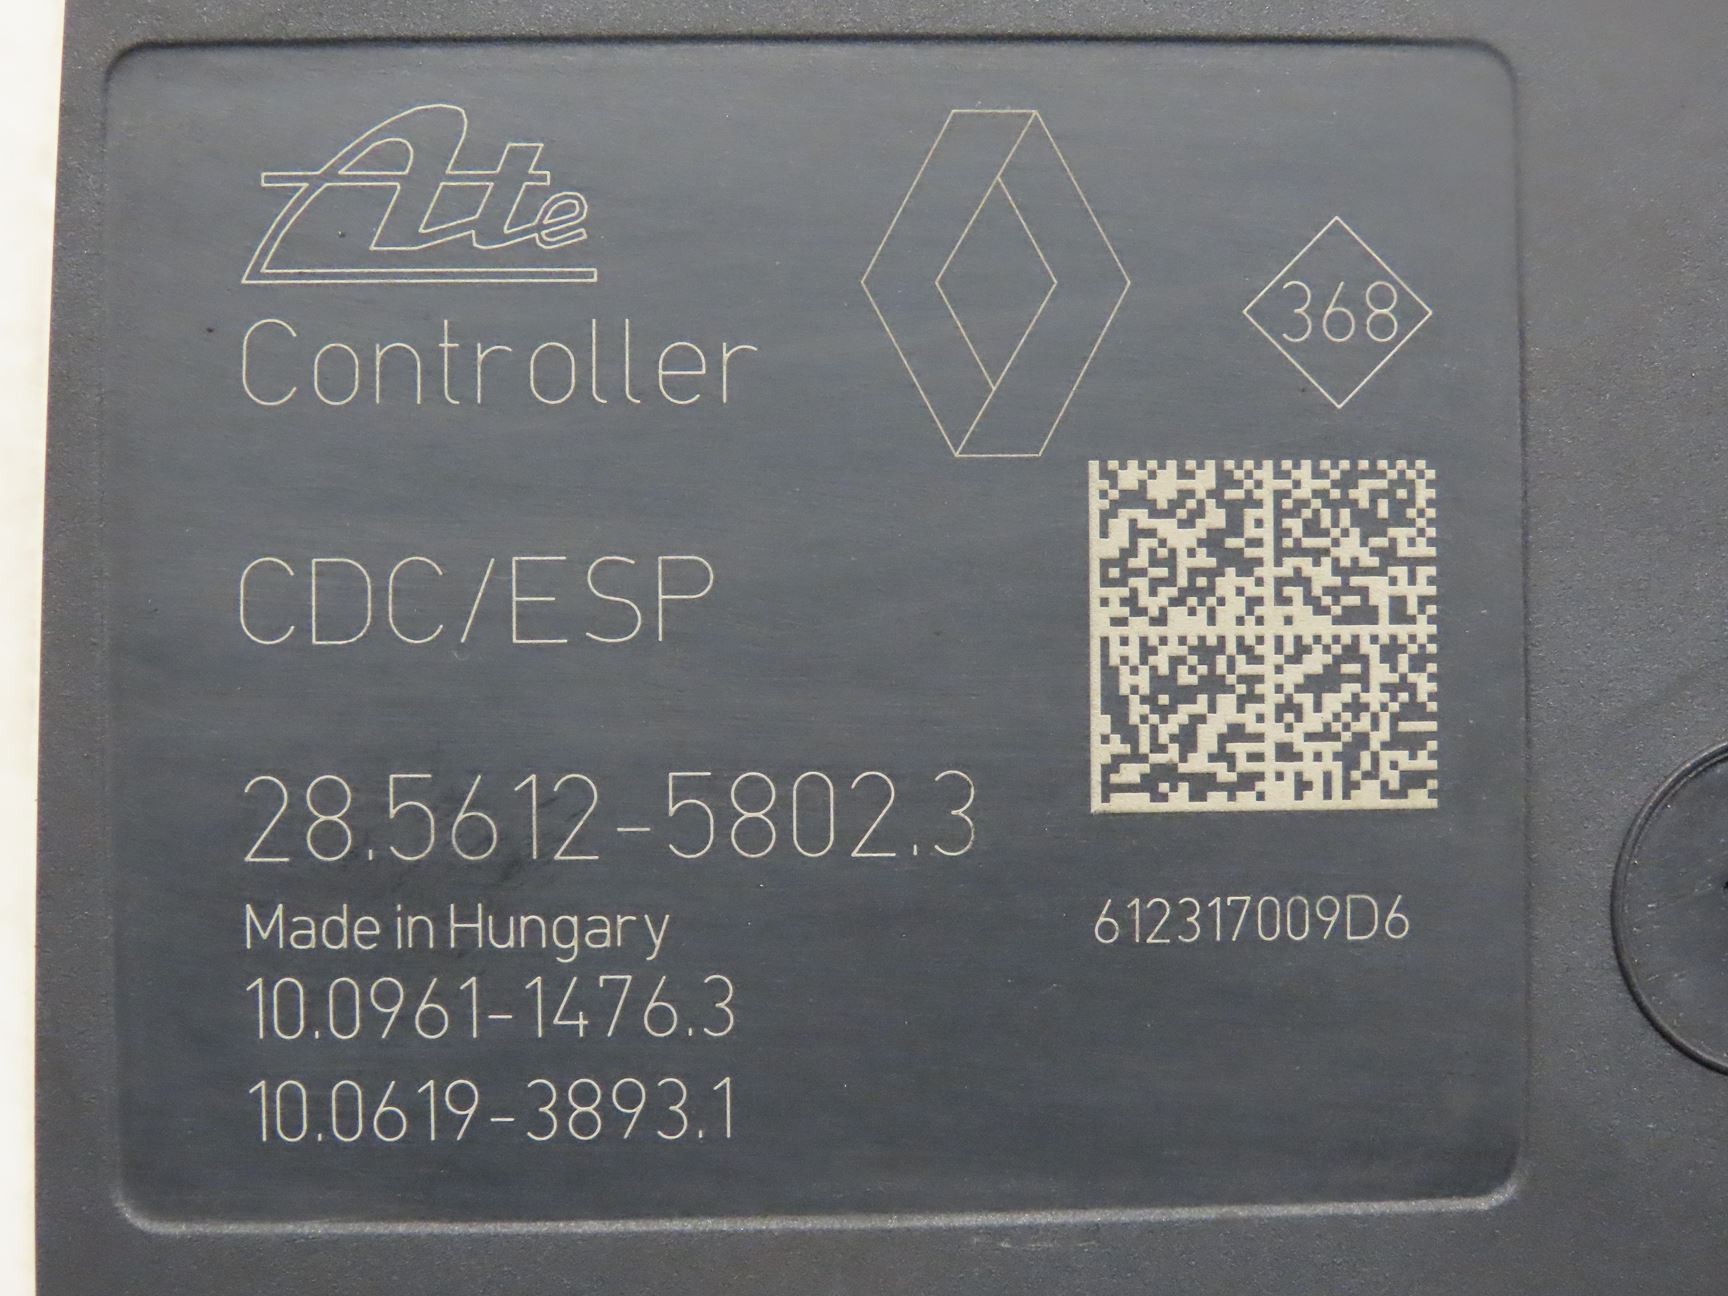 Ate
368
Controller
CDC/ESP
28.5612-5802.3
Made in Hungary
612317009D6
10.0961-1476.3
10.0619-3893.1